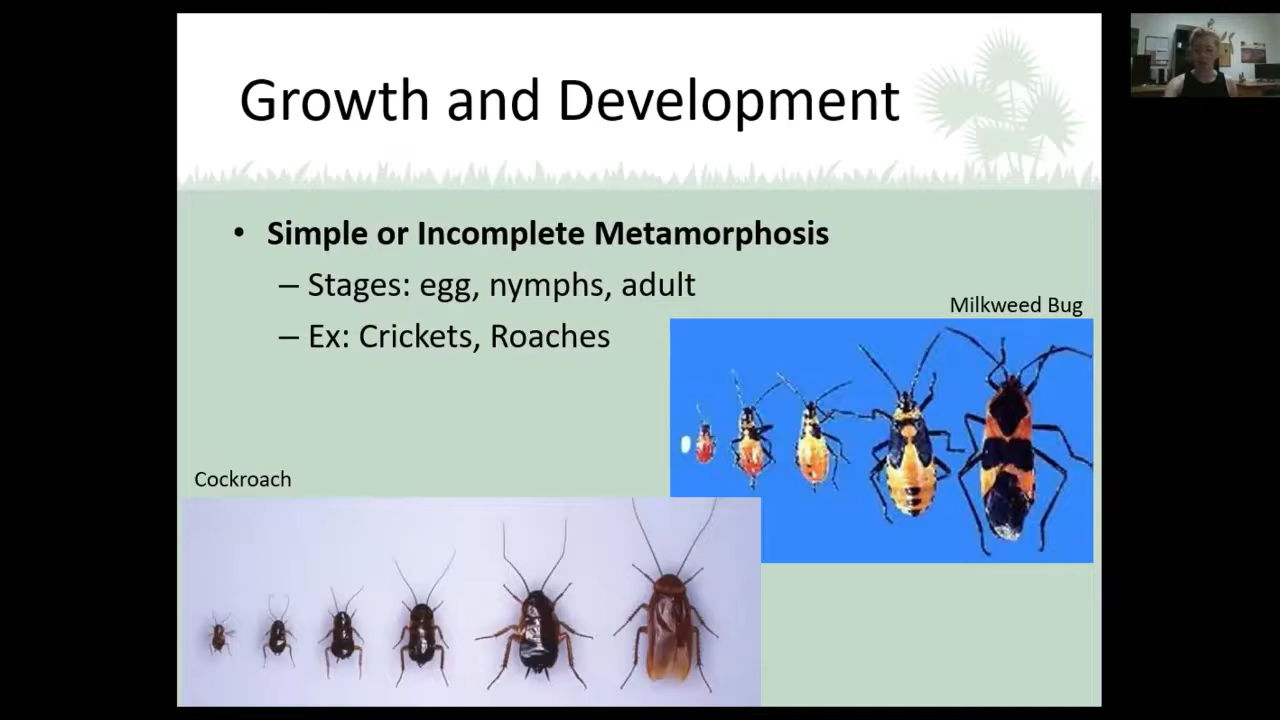 Growth and Development
• Simple or Incomplete Metamorphosis
– Stages: egg, nymphs, adult
– Ex: Crickets, Roaches
Milkweed Bug
Cockroach